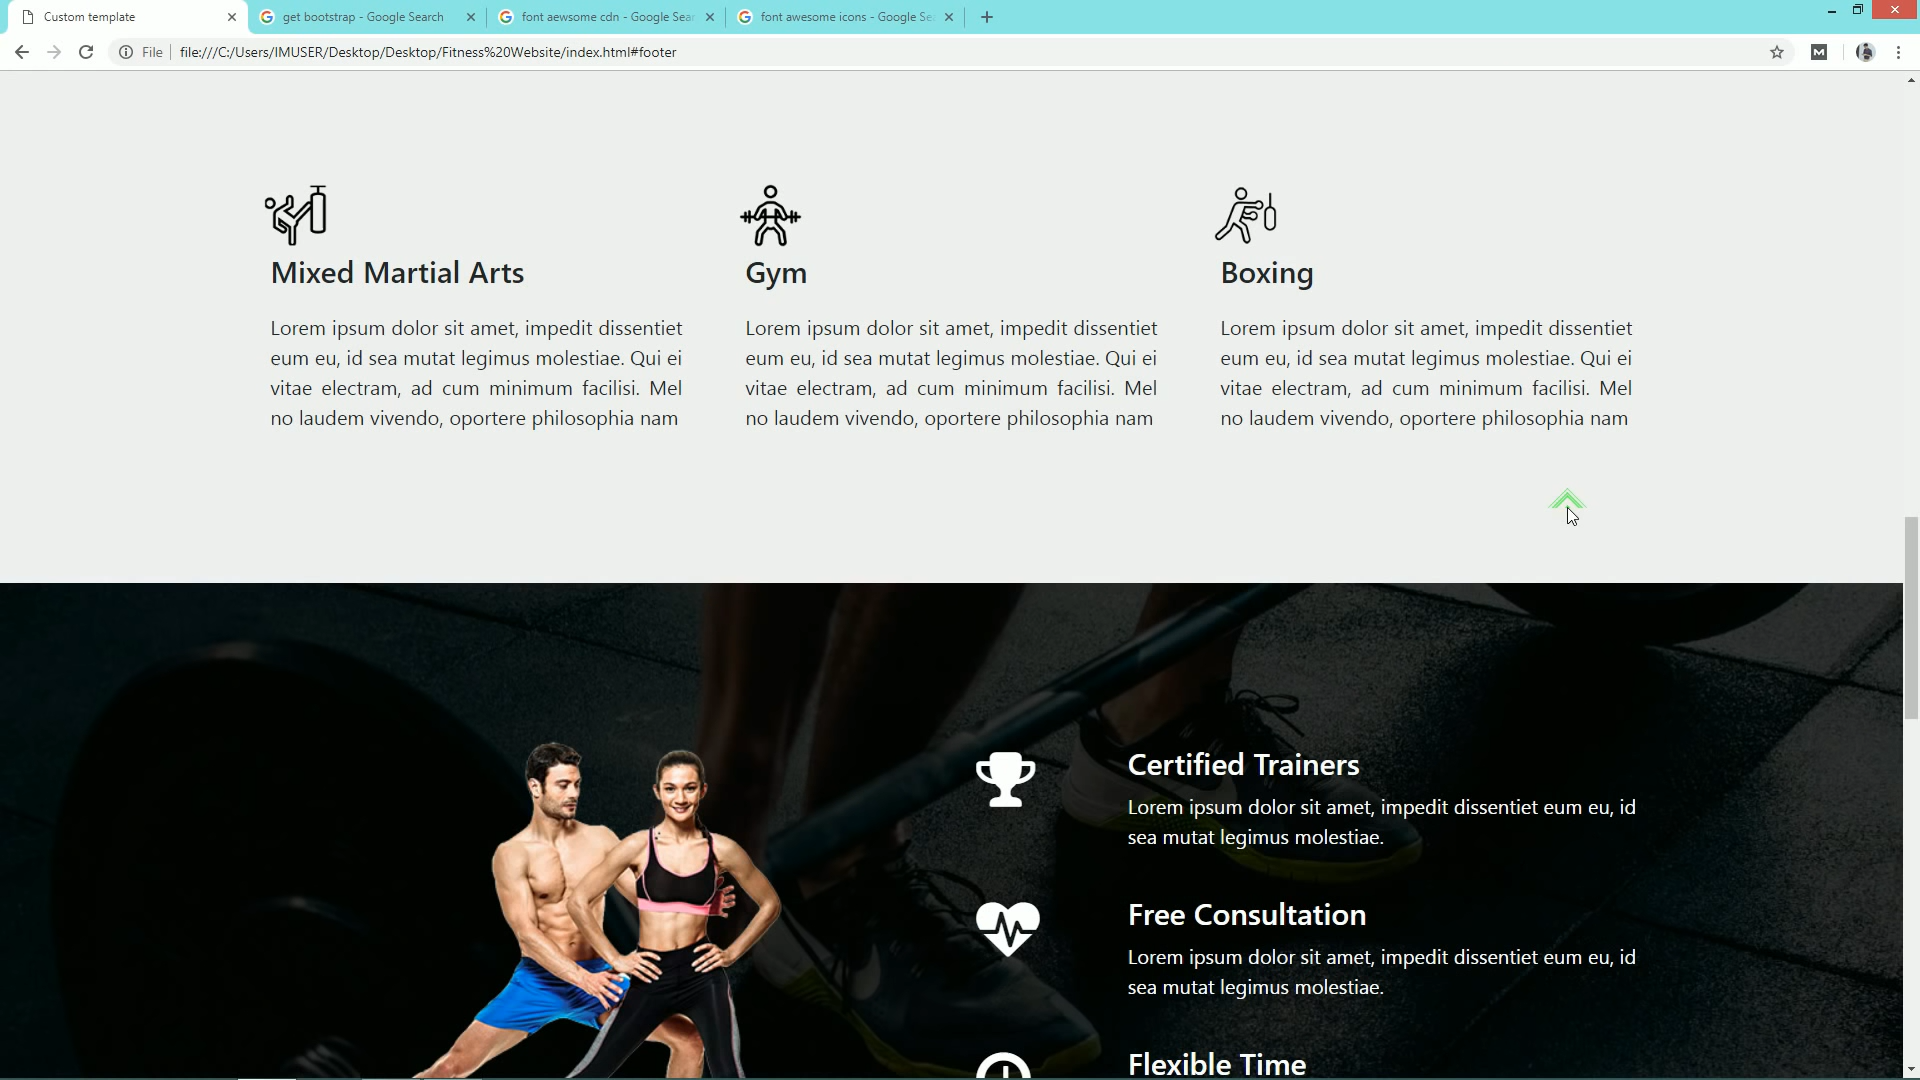 Custom template
get bootstrap - Google Search
font aewsome cdn - Google Sear
font awesome icons - Google Se
File
file:///C:/Users/IMUSER/Desktop/Desktop/Fitness%20Website/index.html#footer
M
Mixed Martial Arts
Lorem ipsum dolor sit amet, impedit dissentiet
eum eu, id sea mutat legimus molestiae. Qui ei
vitae electram, ad cum minimum facilisi. Mel
no laudem vivendo, oportere philosophia nam
Gym
Lorem ipsum dolor sit amet, impedit dissentiet
eum eu, id sea mutat legimus molestiae. Qui ei
vitae electram, ad cum minimum facilisi. Mel
no laudem vivendo, oportere philosophia nam
Boxing
Lorem ipsum dolor sit amet, impedit dissentiet
eum eu, id sea mutat legimus molestiae. Qui ei
vitae electram, ad cum minimum facilisi. Mel
no laudem vivendo, oportere philosophia nam
Certified Trainers
Lorem ipsum dolor sit amet, impedit dissentiet eum eu, id
sea mutat legimus molestiae.
Free Consultation
Lorem ipsum dolor sit amet, impedit dissentiet eum eu, id
sea mutat legimus molestiae.
Flexible Time